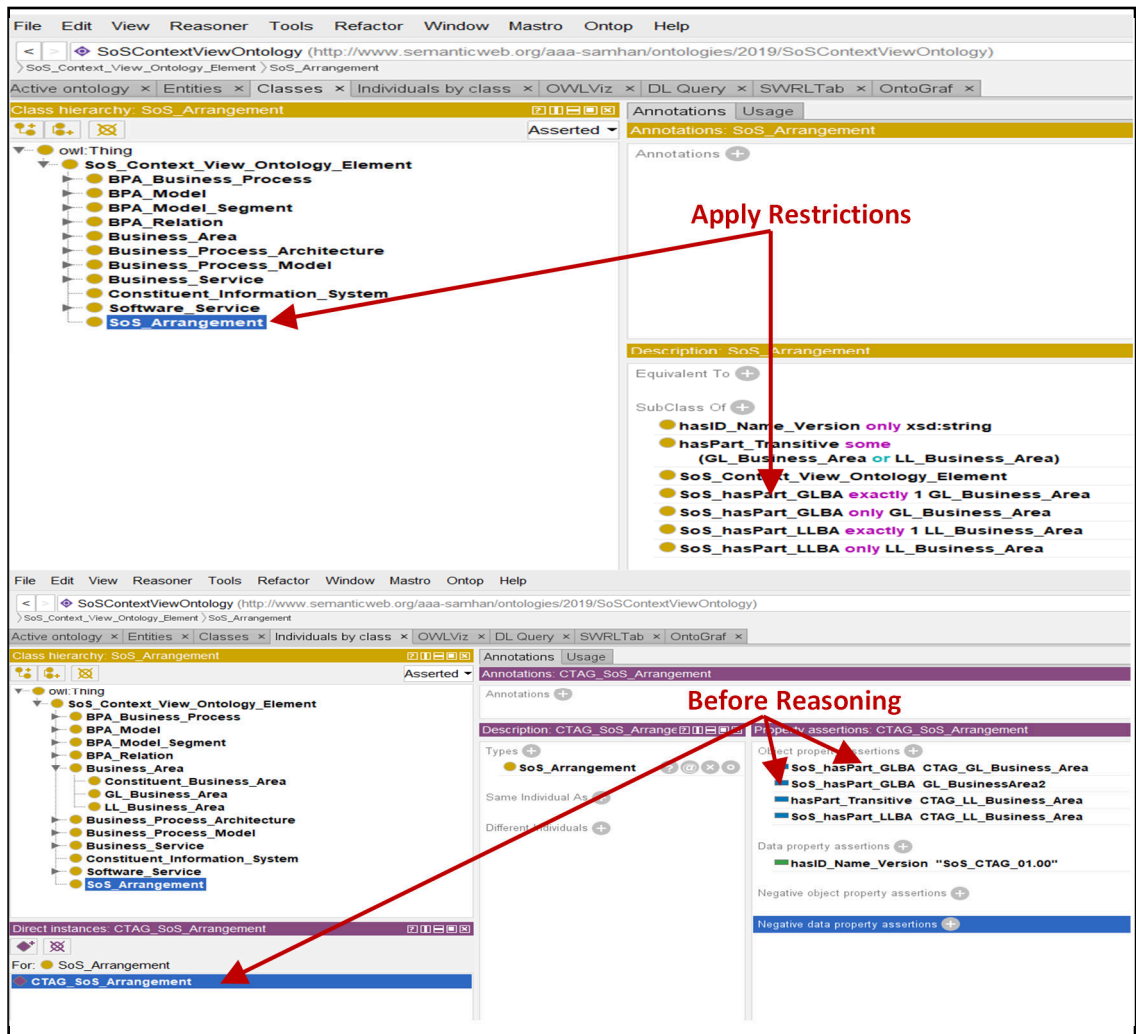 File Edit View Reasoner Tools Refactor Window Mastro Ontop Help
< > SoSContextViewOntology (http://www.semanticweb.org/aaa-samhan/ontologies/2019/SoSContextViewOntology)
SoS_Context_View_Ontology_Element SoS_Arrangement
Active ontology × Entities × Classes × Individuals by class × OWLViz × DL Query × SWRLTab × OntoGraf ×
Class hierarchy: SoS_Arrangement
Asserted
owl:Thing
SoS_Context_View_Ontology_Element
BPA_Business_Process
BPA_Model
BPA_Model_Segment
BPA_Relation
Business_Area
Business_Process_Architecture
Business_Process_Model
Business_Service
Constituent_Information_System
Software_Service
SoS_Arrangement
Annotations Usage
Annotations: SoS_Arrangement
Annotations
Apply Restrictions
Description: SoS_Arrangement
Equivalent To
SubClass Of
hasID_Name_Version only xsd:string
hasPart_Transitive some
(GL_Business_Area or LL_Business_Area)
SoS_Context_View_Ontology_Element
SoS_hasPart_GLBA exactly 1 GL_Business_Area
SoS_hasPart_GLBA only GL_Business_Area
SoS_hasPart_LLBA exactly 1 LL_Business_Area
SoS_hasPart_LLBA only LL_Business_Area
File Edit View Reasoner Tools Refactor Window Mastro Ontop Help
< > SoSContextViewOntology (http://www.semanticweb.org/aaa-samhan/ontologies/2019/SoSContextViewOntology)
SoS_Context_View_Ontology_Element SoS_Arrangement
Active ontology × Entities × Classes × Individuals by class × OWLViz × DL Query × SWRLTab × OntoGraf ×
Class hierarchy: SoS_Arrangement
Asserted
owl:Thing
SoS_Context_View_Ontology_Element
BPA_Business_Process
BPA_Model
BPA_Model_Segment
BPA_Relation
Business_Area
Constituent_Business_Area
GL_Business_Area
LL_Business_Area
Business_Process_Architecture
Business_Process_Model
Business_Service
Constituent_Information_System
Software_Service
SoS_Arrangement
Direct instances: CTAG_SoS_Arrangement
For: SoS_Arrangement
CTAG_SoS_Arrangement
Annotations Usage
Annotations: CTAG_SoS_Arrangement
Annotations
Before Reasoning
Description: CTAG_SoS_Arrange
Types
SoS_Arrangement
Same Individual As
Different Individuals
Property assertions: CTAG_SoS_Arrangement
Object property assertions
SoS_hasPart_GLBA CTAG_GL_Business_Area
SoS_hasPart_GLBA GL_BusinessArea2
hasPart_Transitive CTAG_LL_Business_Area
SoS_hasPart_LLBA CTAG_LL_Business_Area
Data property assertions
hasID_Name_Version "SoS_CTAG_01.00"
Negative object property assertions
Negative data property assertions